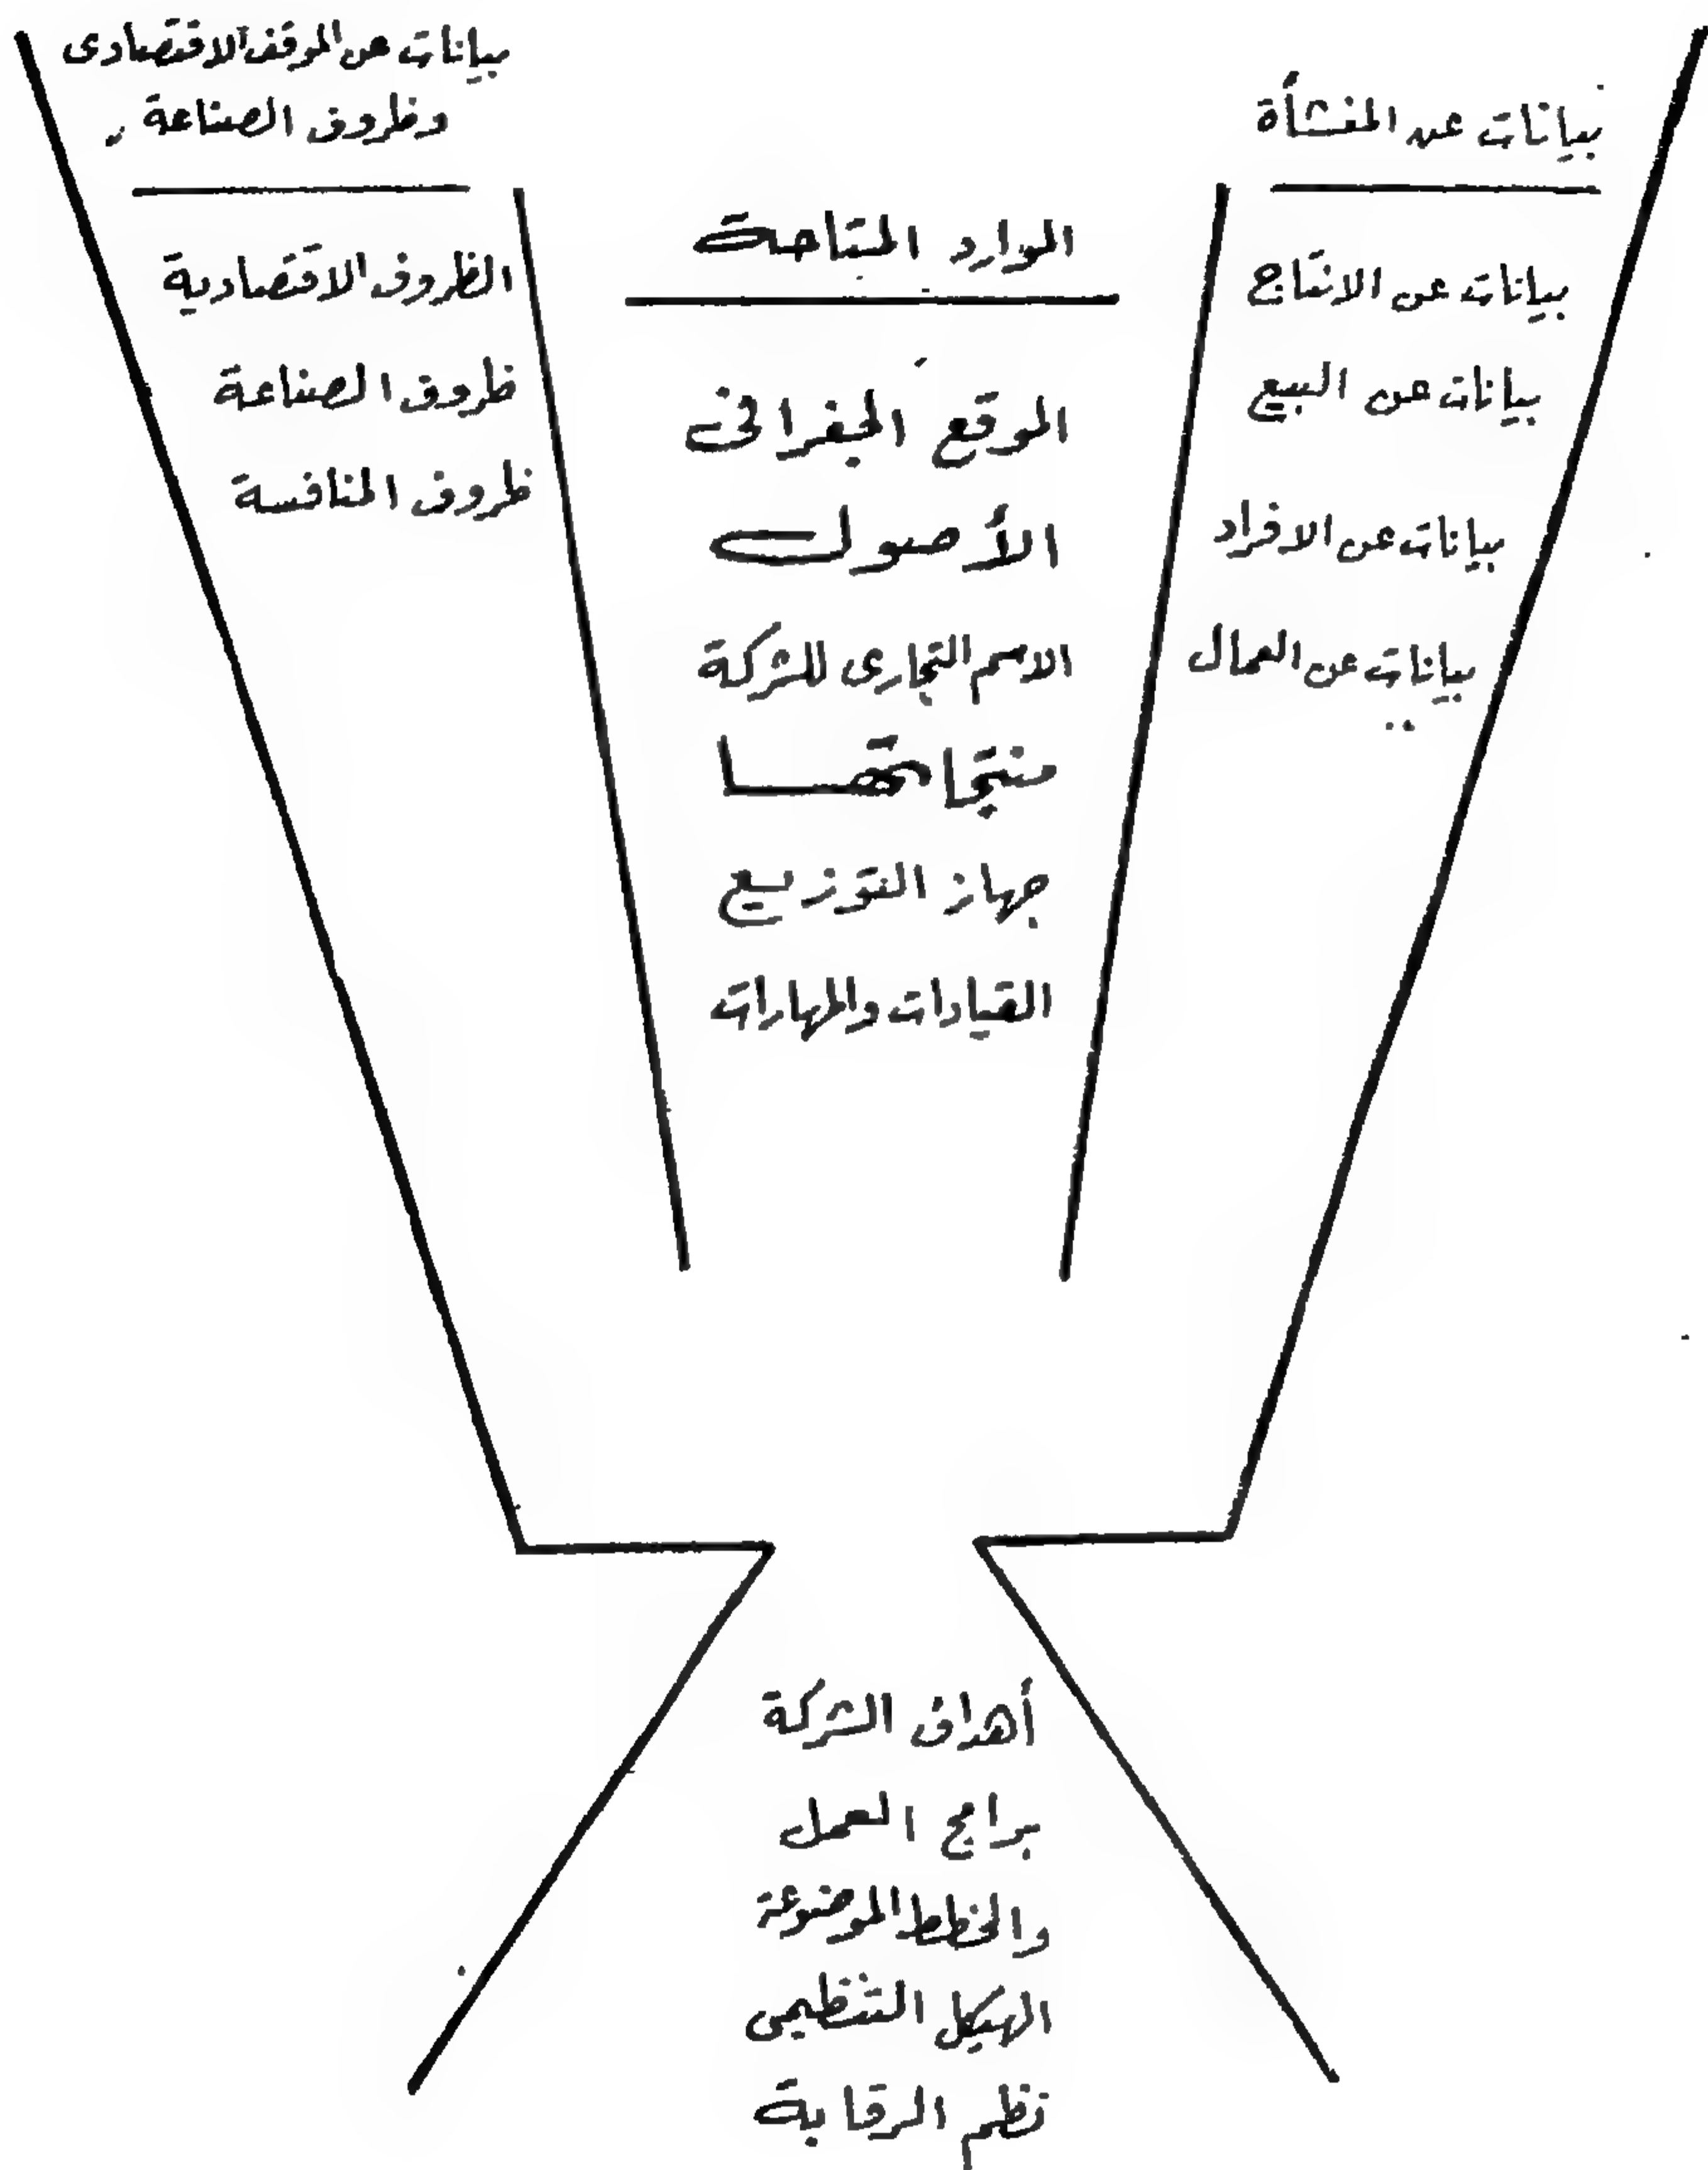 بيانات عن المنشأة
بيانات عن الانتاج
بيانات عن البيع
بيانات عن الافراد
بيانات عن العمال
الموارد المتاحة
الموقع الجغرافى
الأصول
الاسم التجارى للشركة
منتجاتها
جهاز التوزيع
القيادات والمهارات
بيانات عن الموقف الاقتصادى
وظروف الصناعة
الظروف الاقتصادية
ظروف الصناعة
ظروف المنافسة
أهداف الشركة
برامج العمل
والخطط الموضوعة
الهيكل التنظيمى
نظم الرقابة